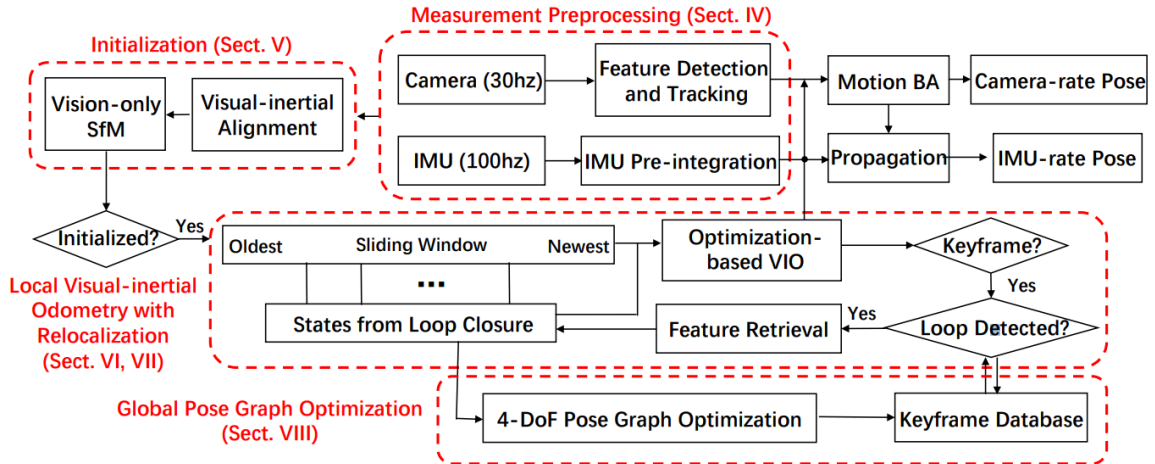 Measurement Preprocessing (Sect. IV)
Initialization (Sect. V)
Camera (30hz)
Feature Detection
and Tracking
Motion BA
Camera-rate Pose
Vision-only
SfM
Visual-inertial
Alignment
IMU (100hz)
IMU Pre-integration
Propagation
IMU-rate Pose
Initialized?
Yes
Oldest
Sliding Window
Newest
Optimization-
based VIO
Keyframe?
Yes
...
Local Visual-inertial
Odometry with
Relocalization
(Sect. VI, VII)
States from Loop Closure
Feature Retrieval
Yes
Loop Detected?
Global Pose Graph Optimization
(Sect. VIII)
4-DoF Pose Graph Optimization
Keyframe Database